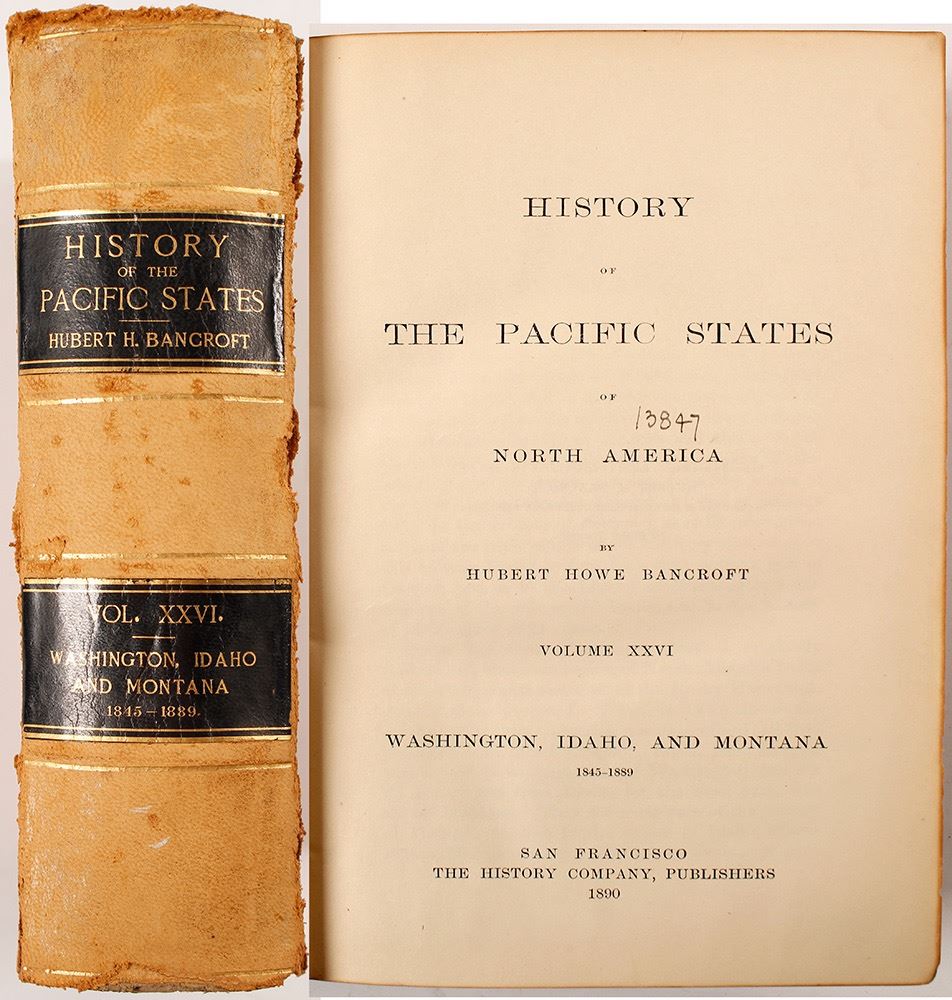 HISTORY
OF THE
PACIFIC STATES
HUBERT H. BANCROFT
VOL. XXVI.
WASHINGTON, IDAHO
AND MONTANA
1845-1889.
HISTORY
OF
THE PACIFIC STATES
OF
13847
NORTH AMERICA
BY
HUBERT HOWE BANCROFT
VOLUME XXVI
WASHINGTON, IDAHO, AND MONTANA
1845-1889
SAN FRANCISCO
THE HISTORY COMPANY, PUBLISHERS
1890